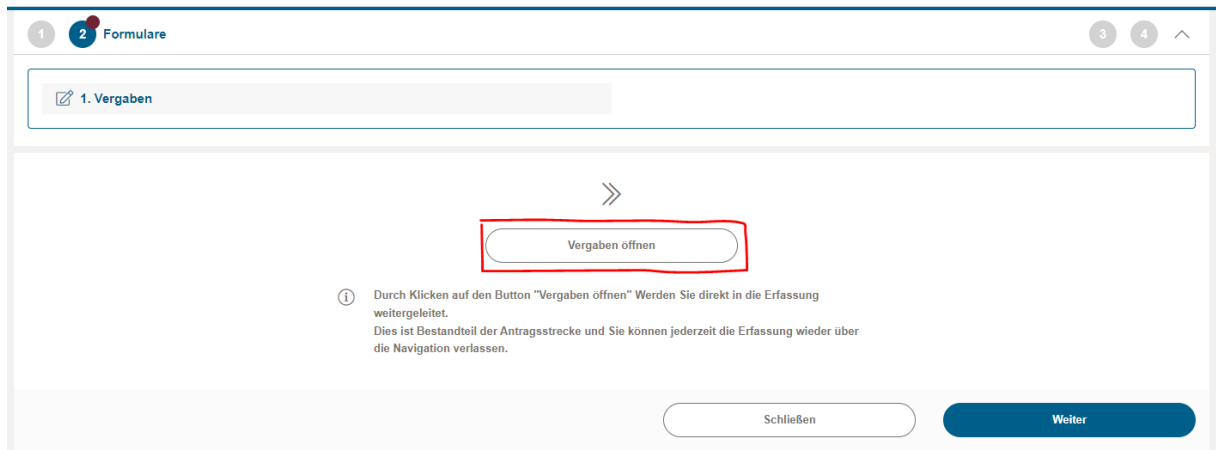 1 2 Formulare 3 4
1. Vergaben
Vergaben öffnen
Durch Klicken auf den Button "Vergaben öffnen" Werden Sie direkt in die Erfassung
weitergeleitet.
Dies ist Bestandteil der Antragsstrecke und Sie können jederzeit die Erfassung wieder über
die Navigation verlassen.
Schließen Weiter